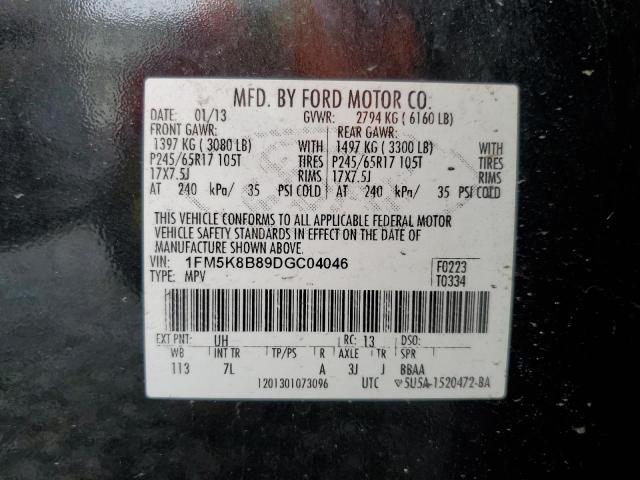 MFD. BY FORD MOTOR CO.
DATE: 01/13 GVWR: 2794 KG ( 6160 LB)
FRONT GAWR: REAR GAWR:
1397 KG ( 3080 LB) WITH 1497 KG ( 3300 LB) WITH
P245/65R17 105T TIRES P245/65R17 105T TIRES
17X7.5J RIMS 17X7.5J RIMS
AT 240 kPa/ 35 PSI COLD AT 240 kPa/ 35 PSI COLD
THIS VEHICLE CONFORMS TO ALL APPLICABLE FEDERAL MOTOR
VEHICLE SAFETY STANDARDS IN EFFECT ON THE DATE OF
MANUFACTURE SHOWN ABOVE.
VIN: 1FM5K8B89DGC04046 F0223
TYPE: MPV T0334
EXT PNT: UH RC: 13 DSO:
WB INT TR TP/PS R AXLE TR SPR
113 7L A 3J J BBAA
1201301073096 UTC 5U5A-1520472-BA